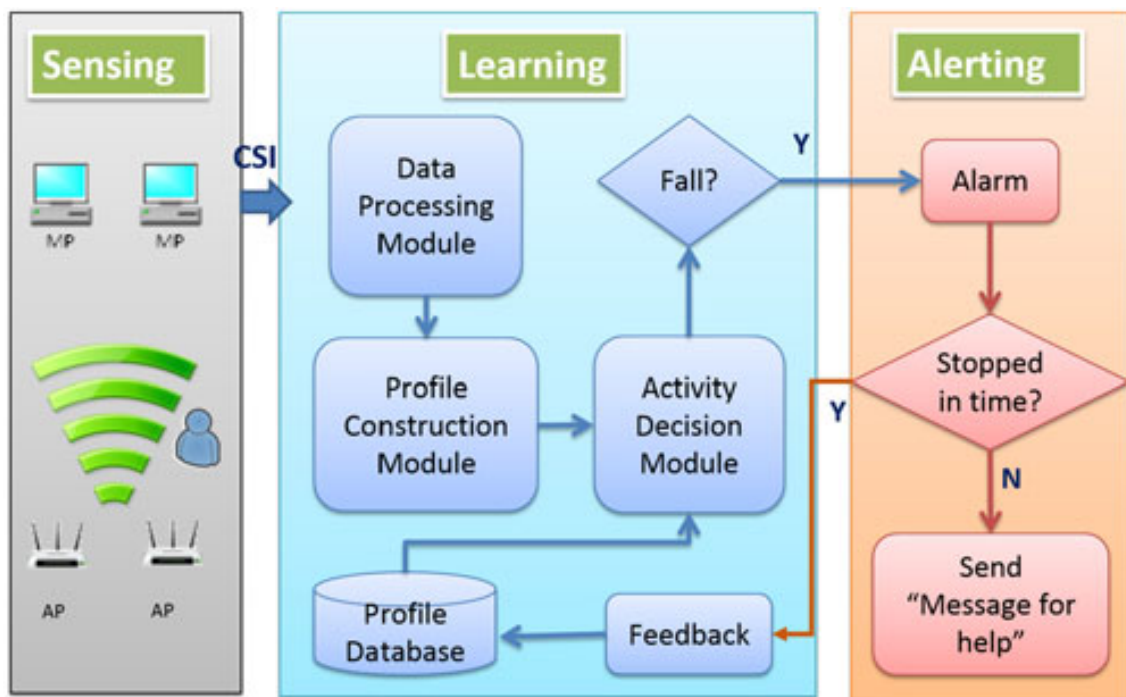 Sensing
CSI
MP
MP
AP
AP
Learning
Data
Processing
Module
Fall?
Y
Profile
Construction
Module
Activity
Decision
Module
Profile
Database
Feedback
Alerting
Alarm
Stopped
in time?
Y
N
Send
“Message for
help”